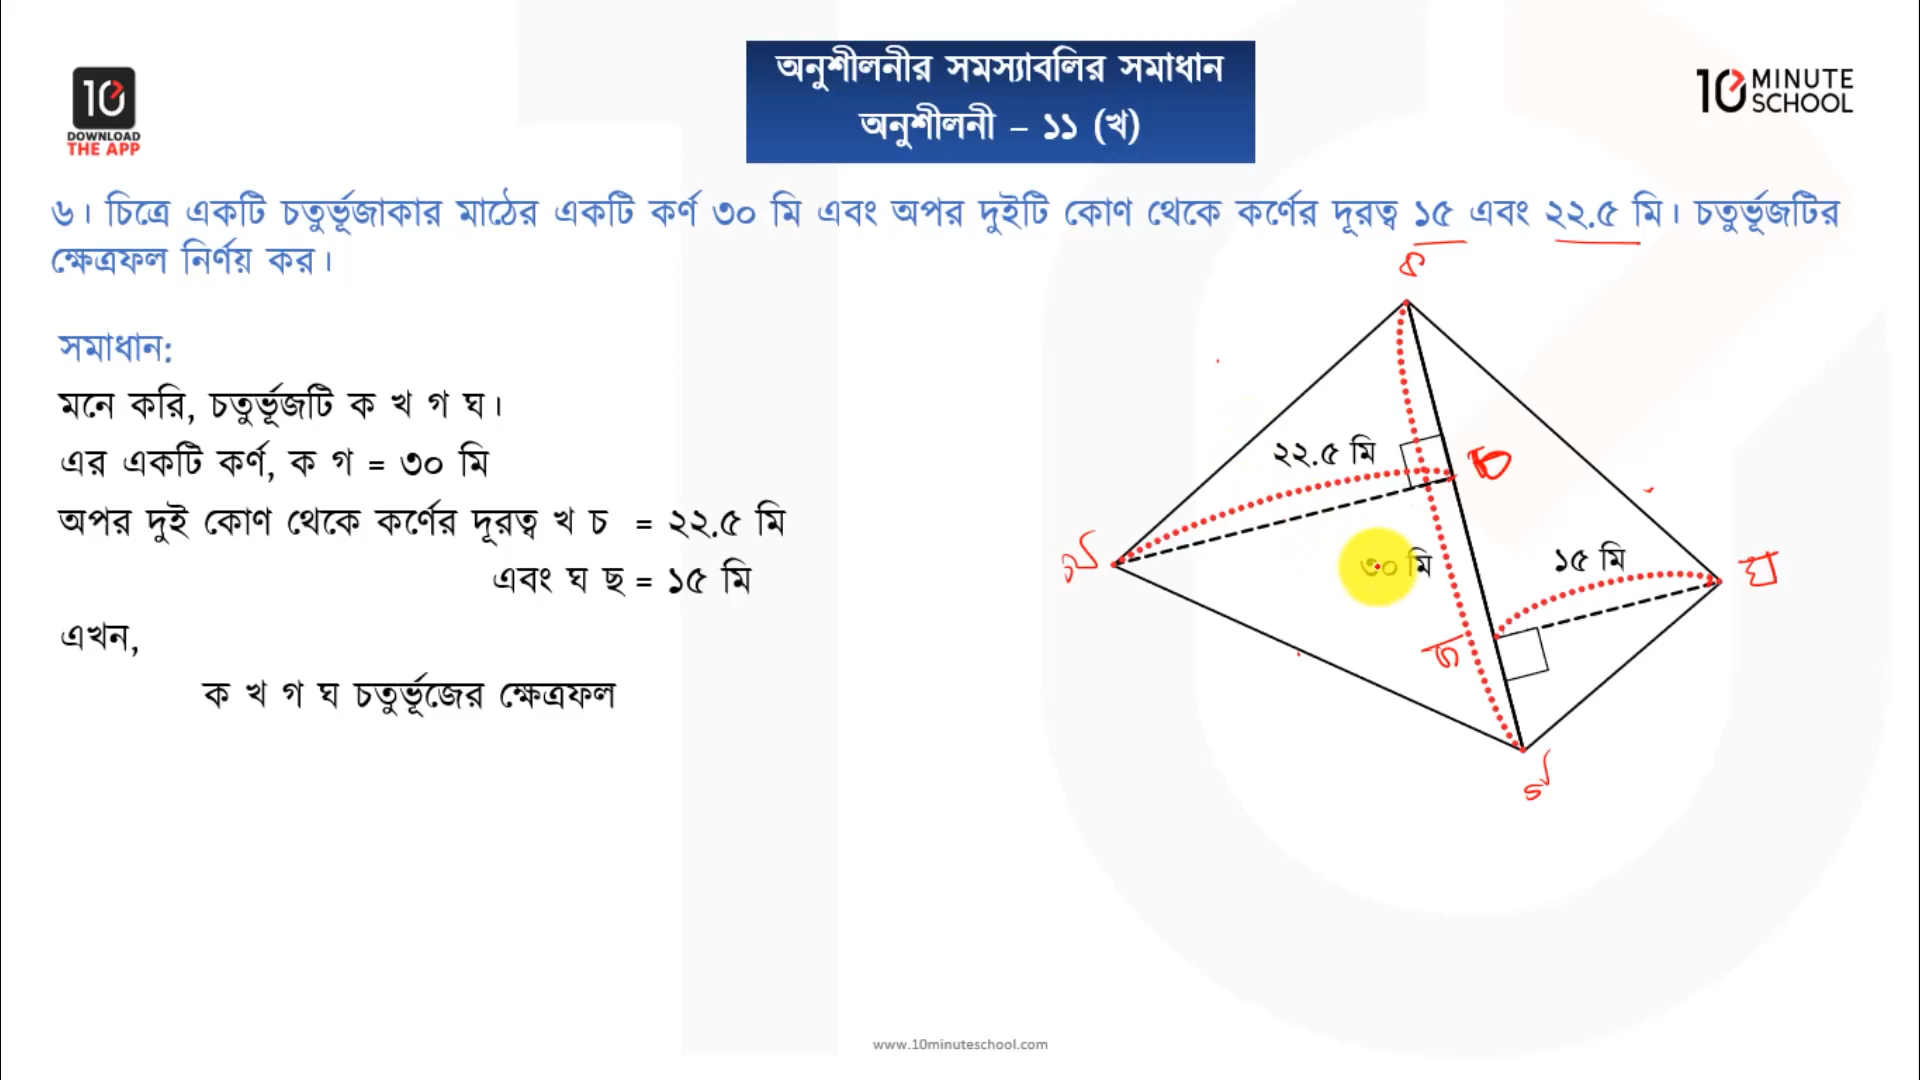 অনুশীলনীর সমস্যাবলির সমাধান
অনুশীলনী – ১১ (খ)
10
DOWNLOAD
THE APP
10 MINUTE
SCHOOL
৬। চিত্রে একটি চতুর্ভূজাকার মাঠের একটি কর্ণ ৩০ মি এবং অপর দুইটি কোণ থেকে কর্ণের দূরত্ব ১৫ এবং ২২.৫ মি। চতুর্ভূজটির
ক্ষেত্রফল নির্ণয় কর।
সমাধান:
মনে করি, চতুর্ভূজটি ক খ গ ঘ।
এর একটি কর্ণ, ক গ = ৩০ মি
অপর দুই কোণ থেকে কর্ণের দূরত্ব খ চ = ২২.৫ মি
এবং ঘ ছ = ১৫ মি
এখন,
ক খ গ ঘ চতুর্ভূজের ক্ষেত্রফল
ক
২২.৫ মি
চ
৩০ মি
১৫ মি
খ
ঘ
ছ
গ
www.10minuteschool.com